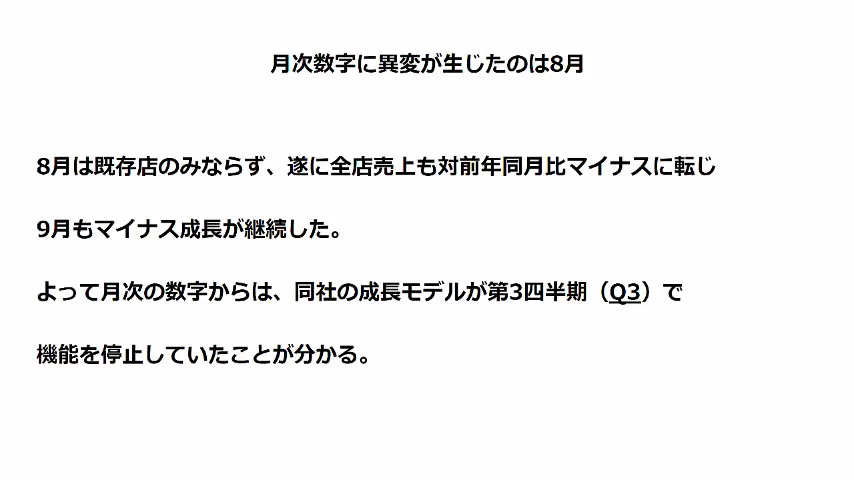 月次数字に異変が生じたのは8月
8月は既存店のみならず、遂に全店売上も対前年同月比マイナスに転じ
9月もマイナス成長が継続した。
よって月次の数字からは、同社の成長モデルが第3四半期（Q3）で
機能を停止していたことが分かる。